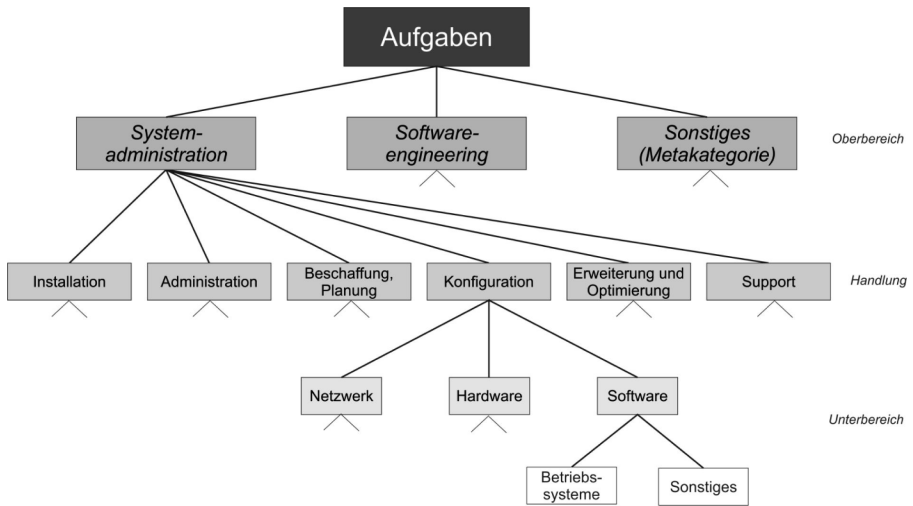 Aufgaben
System-
administration
Software-
engineering
Sonstiges
(Metakategorie)
Oberbereich
Installation
Administration
Beschaffung,
Planung
Konfiguration
Erweiterung und
Optimierung
Support
Handlung
Netzwerk
Hardware
Software
Unterbereich
Betriebs-
systeme
Sonstiges